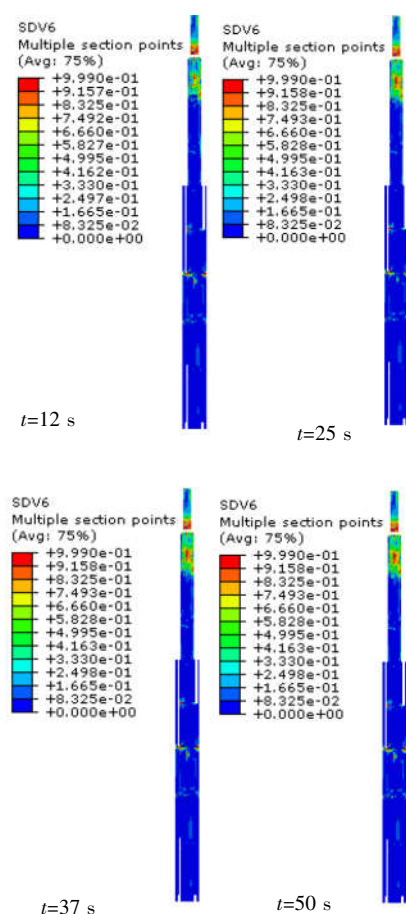 SDV6
Multiple section points
(Avg: 75%)
+9.990e-01
+9.157e-01
+8.325e-01
+7.492e-01
+6.660e-01
+5.827e-01
+4.995e-01
+4.162e-01
+3.330e-01
+2.497e-01
+1.665e-01
+8.325e-02
+0.000e+00
t=12 s
SDV6
Multiple section points
(Avg: 75%)
+9.990e-01
+9.158e-01
+8.325e-01
+7.493e-01
+6.660e-01
+5.828e-01
+4.995e-01
+4.163e-01
+3.330e-01
+2.498e-01
+1.665e-01
+8.325e-02
+0.000e+00
t=25 s
SDV6
Multiple section points
(Avg: 75%)
+9.990e-01
+9.158e-01
+8.325e-01
+7.493e-01
+6.660e-01
+5.828e-01
+4.995e-01
+4.163e-01
+3.330e-01
+2.498e-01
+1.665e-01
+8.325e-02
+0.000e+00
t=37 s
SDV6
Multiple section points
(Avg: 75%)
+9.990e-01
+9.158e-01
+8.325e-01
+7.493e-01
+6.660e-01
+5.828e-01
+4.995e-01
+4.163e-01
+3.330e-01
+2.498e-01
+1.665e-01
+8.325e-02
+0.000e+00
t=50 s